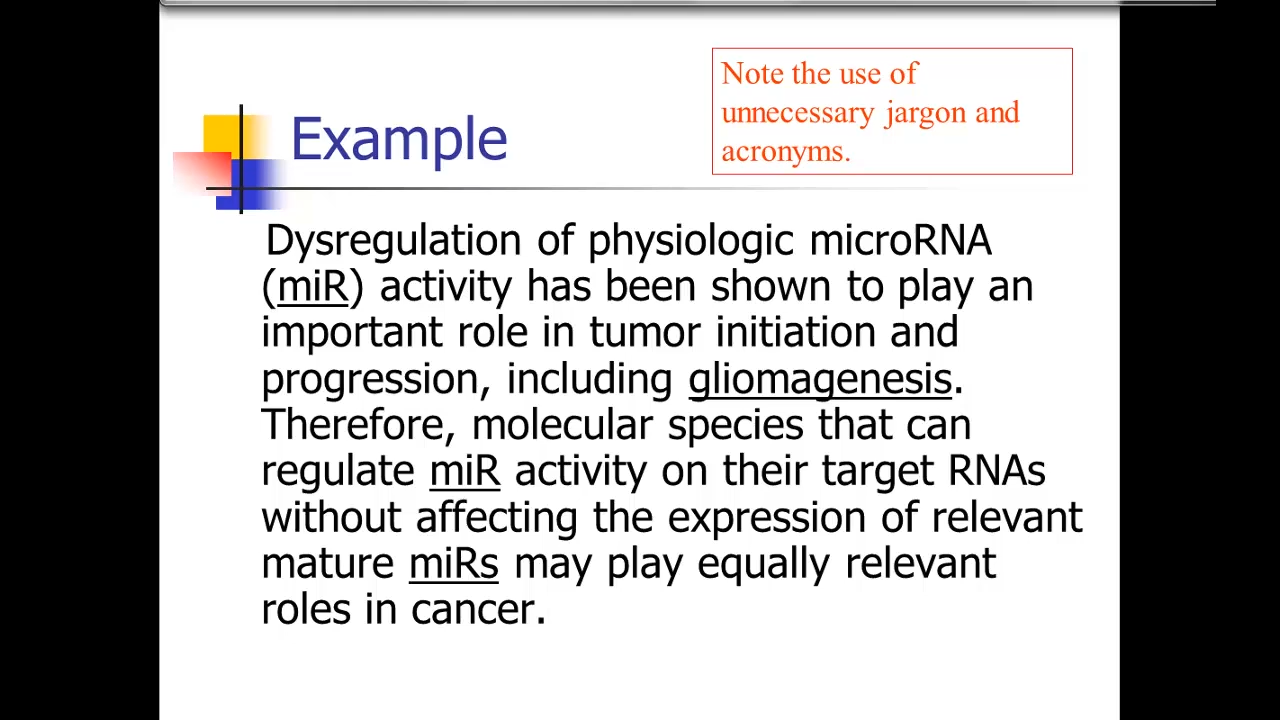 Note the use of
unnecessary jargon and
acronyms.
Example
Dysregulation of physiologic microRNA
(miR) activity has been shown to play an
important role in tumor initiation and
progression, including gliomagenesis.
Therefore, molecular species that can
regulate miR activity on their target RNAs
without affecting the expression of relevant
mature miRs may play equally relevant
roles in cancer.